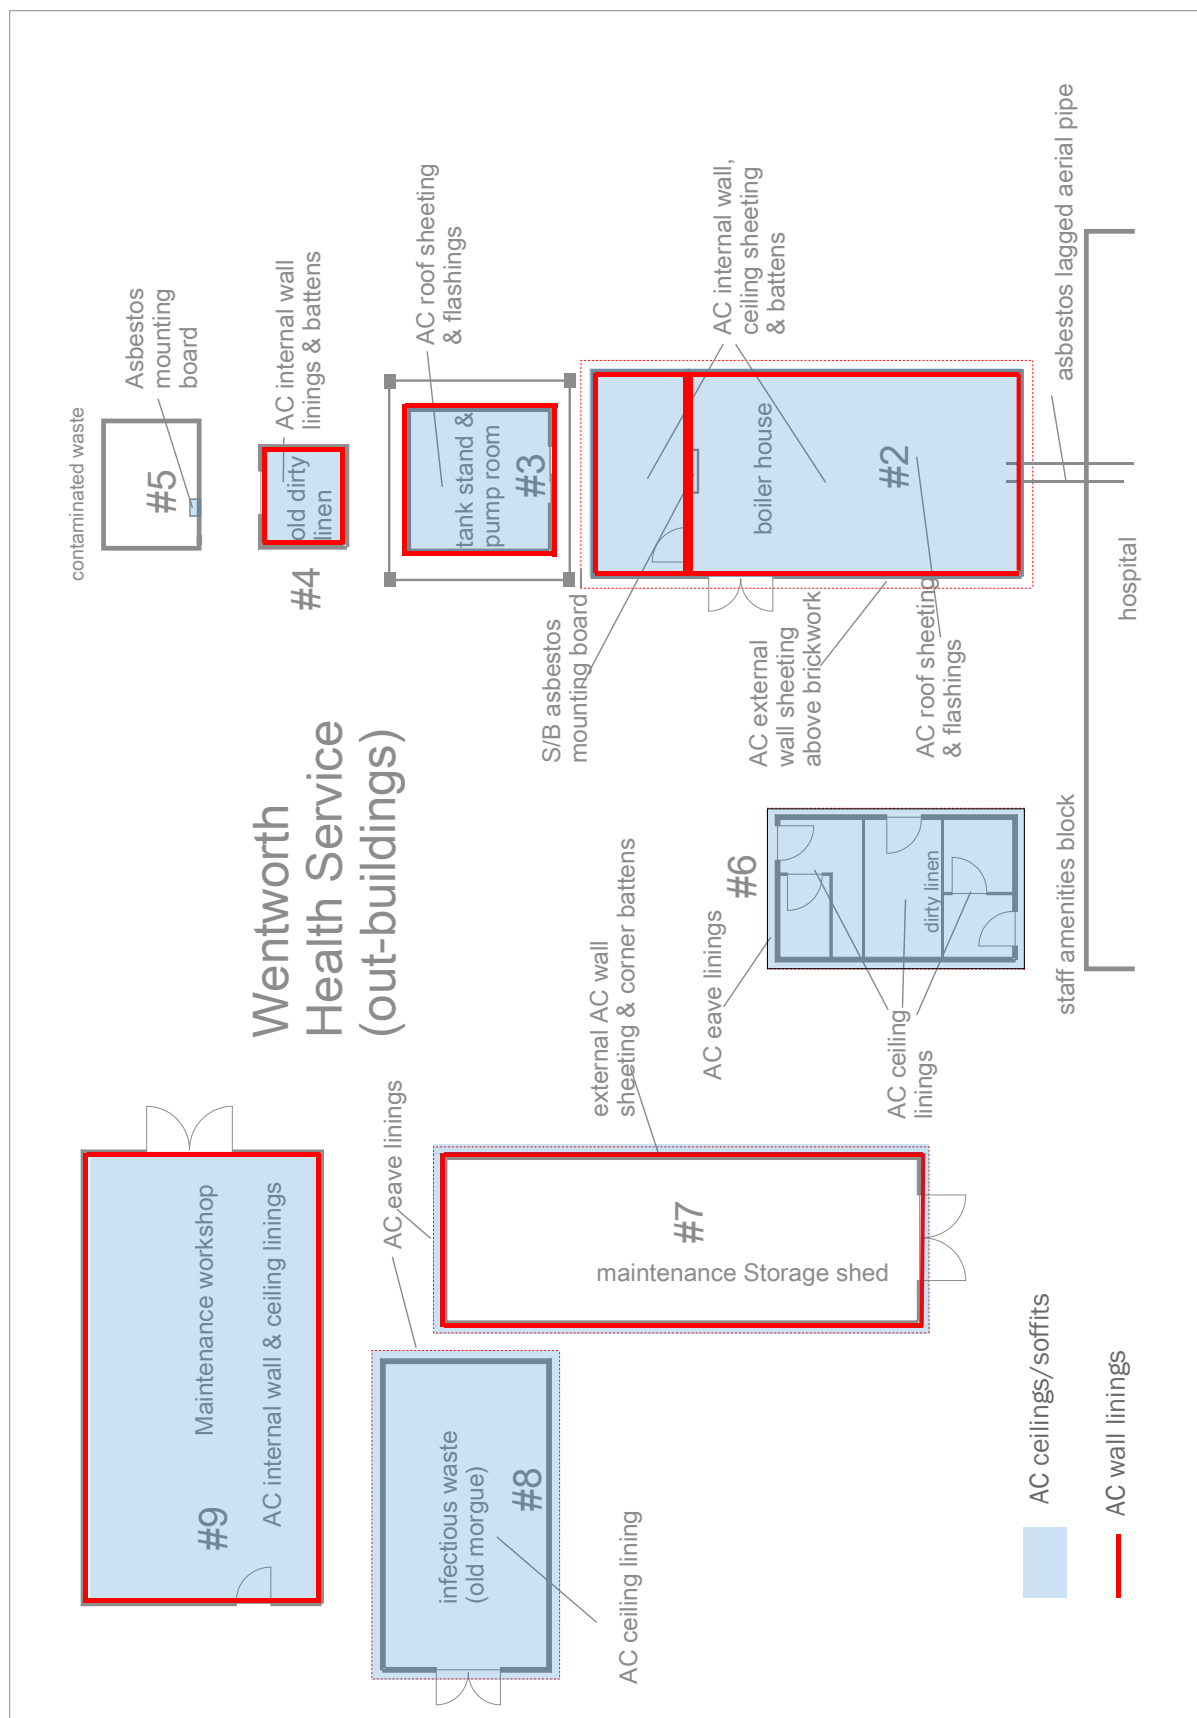 Wentworth
Health Service
(out-buildings)
contaminated waste
#5
Asbestos
mounting
board
#4
old dirty
linen
AC internal wall
linings & battens
tank stand &
pump room
#3
AC roof sheeting
& flashings
S/B asbestos
mounting board
AC internal wall,
ceiling sheeting
& battens
boiler house
#2
AC external
wall sheeting
above brickwork
AC roof sheeting
& flashings
asbestos lagged aerial pipe
hospital
#6
dirty linen
AC eave linings
AC ceiling
linings
staff amenities block
external AC wall
sheeting & corner battens
AC eave linings
#7
maintenance Storage shed
#9
Maintenance workshop
AC internal wall & ceiling linings
infectious waste
(old morgue)
#8
AC ceiling lining
AC ceilings/soffits
AC wall linings